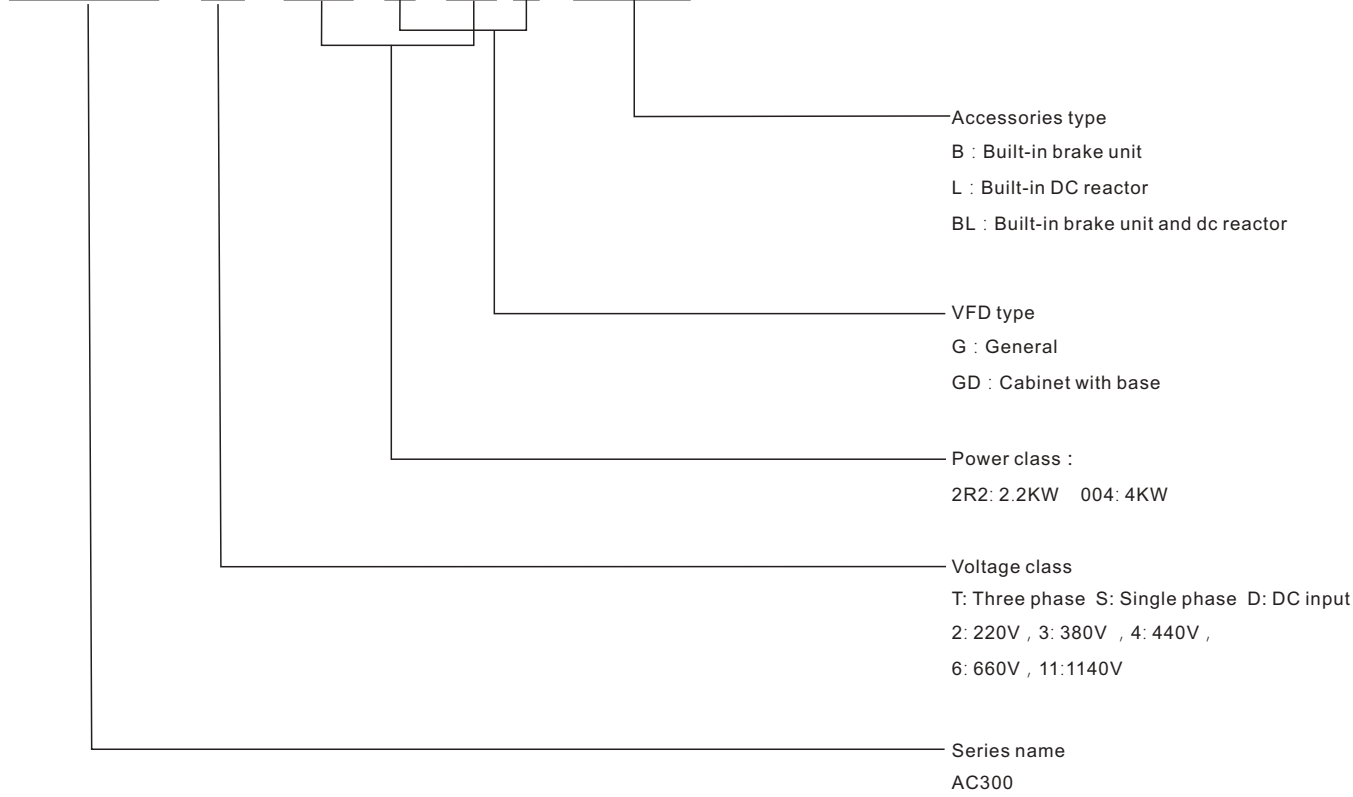 Accessories type
B : Built-in brake unit
L : Built-in DC reactor
BL : Built-in brake unit and dc reactor
VFD type
G : General
GD : Cabinet with base
Power class :
2R2: 2.2KW 004: 4KW
Voltage class
T: Three phase S: Single phase D: DC input
2: 220V , 3: 380V , 4: 440V ,
6: 660V , 11:1140V
Series name
AC300